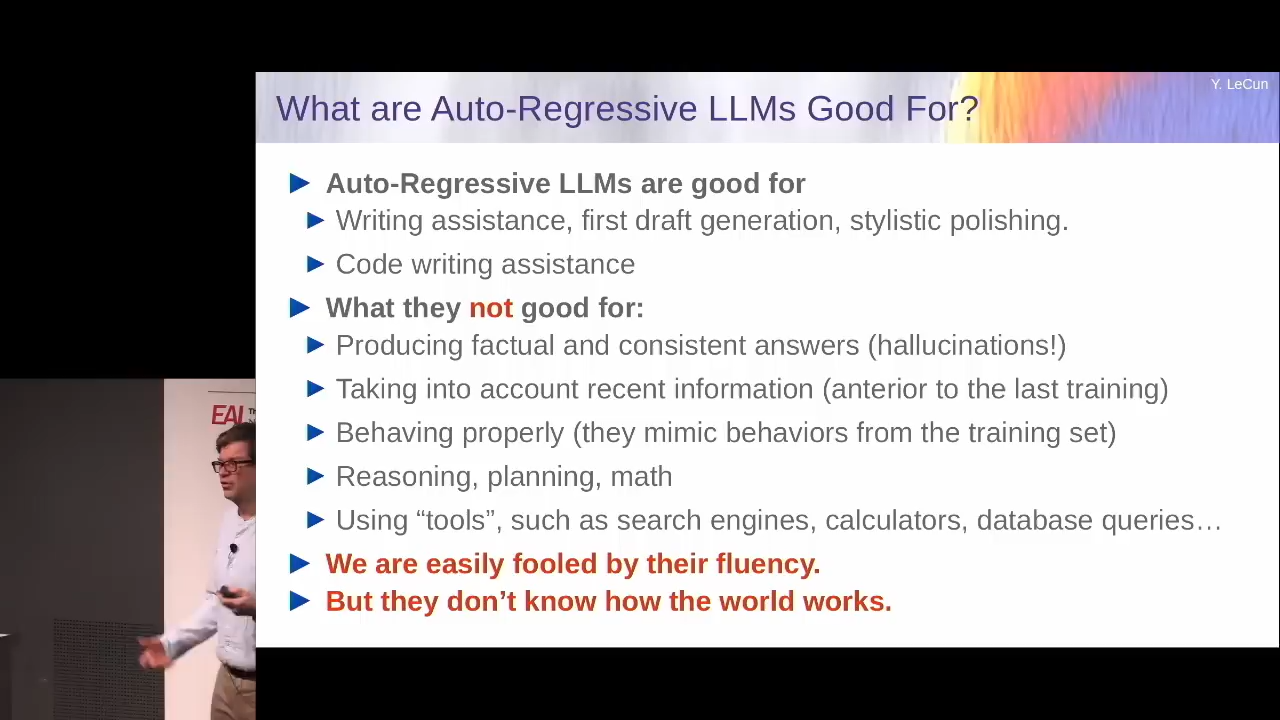 Y. LeCun
What are Auto-Regressive LLMs Good For?
Auto-Regressive LLMs are good for
Writing assistance, first draft generation, stylistic polishing.
Code writing assistance
What they not good for:
Producing factual and consistent answers (hallucinations!)
Taking into account recent information (anterior to the last training)
Behaving properly (they mimic behaviors from the training set)
Reasoning, planning, math
Using “tools”, such as search engines, calculators, database queries…
We are easily fooled by their fluency.
But they don’t know how the world works.
EAI